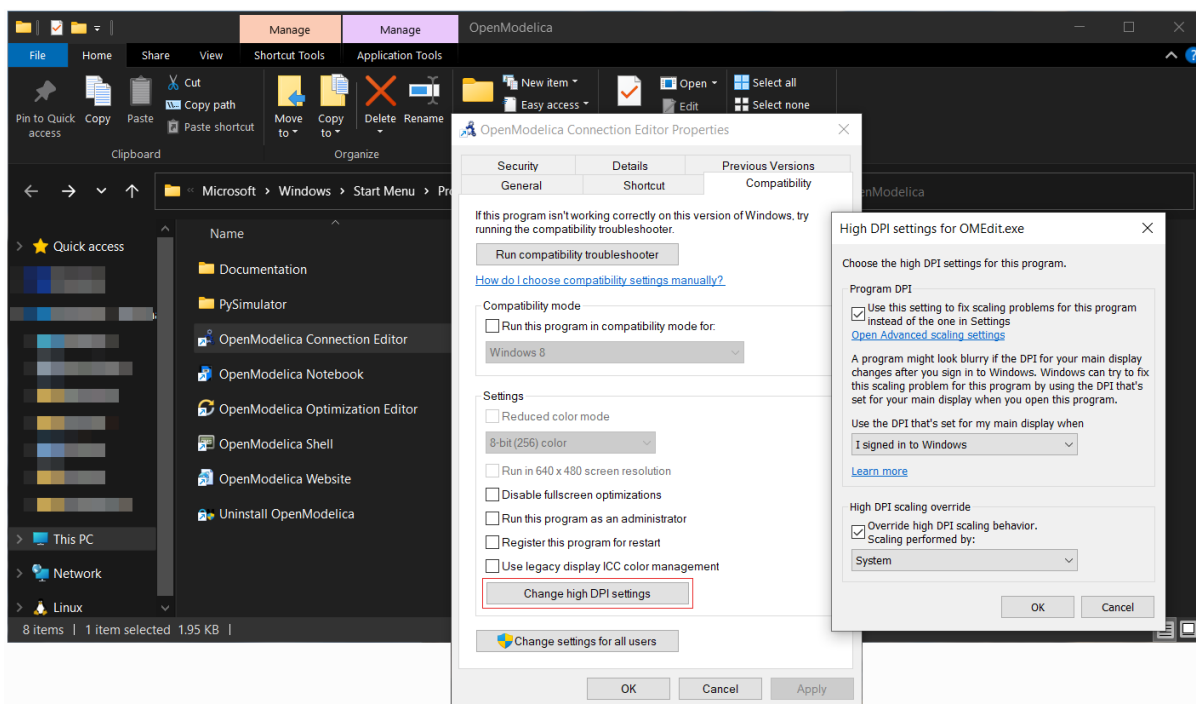 Manage
Manage
OpenModelica
File
Home
Share
View
Shortcut Tools
Application Tools
?
Pin to Quick
access
Copy
Paste
Cut
Copy path
Paste shortcut
Clipboard
Move
to
Copy
to
Delete
Rename
Organize
New item
Easy access
Open
Edit
Select all
Select none
« Microsoft > Windows > Start Menu >
Quick access
This PC
Network
Linux
Name
Documentation
PySimulator
OpenModelica Connection Editor
OpenModelica Notebook
OpenModelica Optimization Editor
OpenModelica Shell
OpenModelica Website
Uninstall OpenModelica
8 items
1 item selected 1.95 KB
OpenModelica Connection Editor Properties
Security
Details
Previous Versions
General
Shortcut
Compatibility
If this program isn't working correctly on this version of Windows, try
running the compatibility troubleshooter.
Run compatibility troubleshooter
How do I choose compatibility settings manually?
Compatibility mode
Run this program in compatibility mode for:
Windows 8
Settings
Reduced color mode
8-bit (256) color
Run in 640 x 480 screen resolution
Disable fullscreen optimizations
Run this program as an administrator
Register this program for restart
Use legacy display ICC color management
Change high DPI settings
Change settings for all users
OK
Cancel
Apply
High DPI settings for OMEdit.exe
Choose the high DPI settings for this program.
Program DPI
Use this setting to fix scaling problems for this program
instead of the one in Settings
Open Advanced scaling settings
A program might look blurry if the DPI for your main display
changes after you sign in to Windows. Windows can try to fix
this scaling problem for this program by using the DPI that's
set for your main display when you open this program.
Use the DPI that's set for my main display when
I signed in to Windows
Learn more
High DPI scaling override
Override high DPI scaling behavior.
Scaling performed by:
System
OK
Cancel